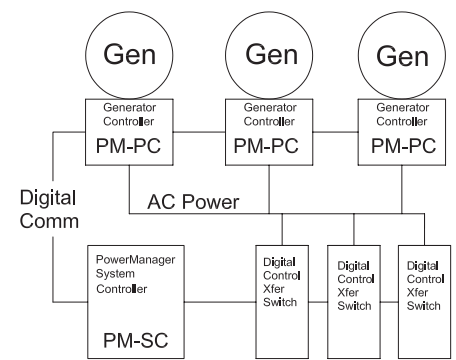 Gen
Gen
Gen
Generator
Controller
PM-PC
Generator
Controller
PM-PC
Generator
Controller
PM-PC
Digital
Comm
AC Power
PowerManager
System
Controller
PM-SC
Digital
Control
Xfer
Switch
Digital
Control
Xfer
Switch
Digital
Control
Xfer
Switch